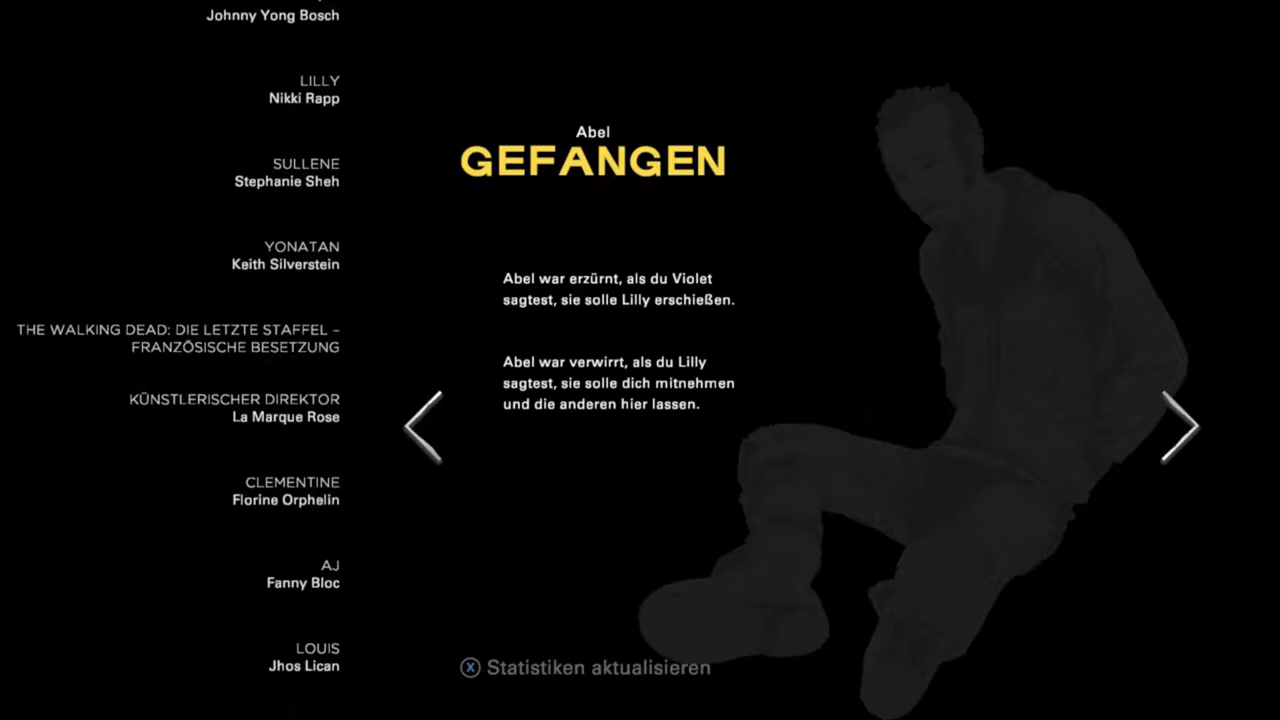 Johnny Yong Bosch
LILLY
Nikki Rapp
SULLENE
Stephanie Sheh
YONATAN
Keith Silverstein
THE WALKING DEAD: DIE LETZTE STAFFEL –
FRANZÖSISCHE BESETZUNG
KÜNSTLERISCHER DIREKTOR
La Marque Rose
CLEMENTINE
Florine Orphelin
AJ
Fanny Bloc
LOUIS
Jhos Lican
Abel
GEFANGEN
Abel war erzürnt, als du Violet
sagtest, sie solle Lilly erschießen.
Abel war verwirrt, als du Lilly
sagtest, sie solle dich mitnehmen
und die anderen hier lassen.
X Statistiken aktualisieren